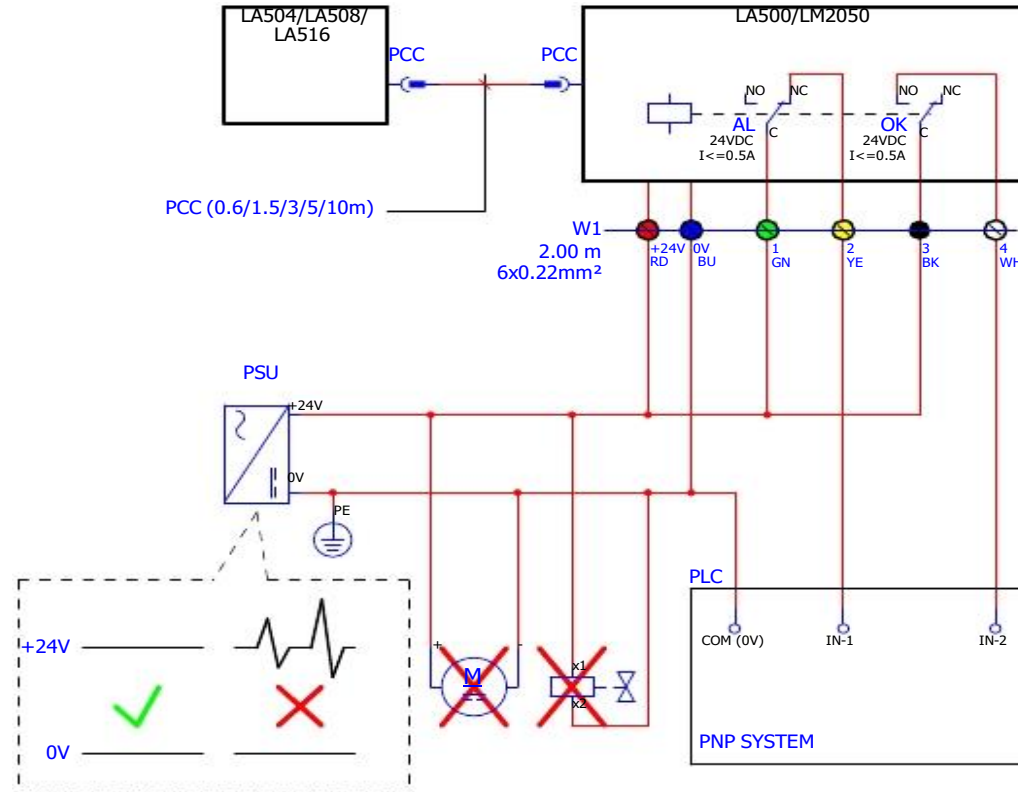 LA504/LA508/
LA516
LA500/LM2050
PCC
PCC
NO
NC
NO
NC
AL
C
OK
C
24VDC
I<=0.5A
24VDC
I<=0.5A
PCC (0.6/1.5/3/5/10m)
W1
2.00 m
6x0.22mm²
+24V
RD
0V
BU
1
GN
2
YE
3
BK
4
WH
PSU
+24V
0V
PE
PLC
COM (0V)
IN-1
IN-2
+24V
0V
+
-
M
x1
x2
PNP SYSTEM